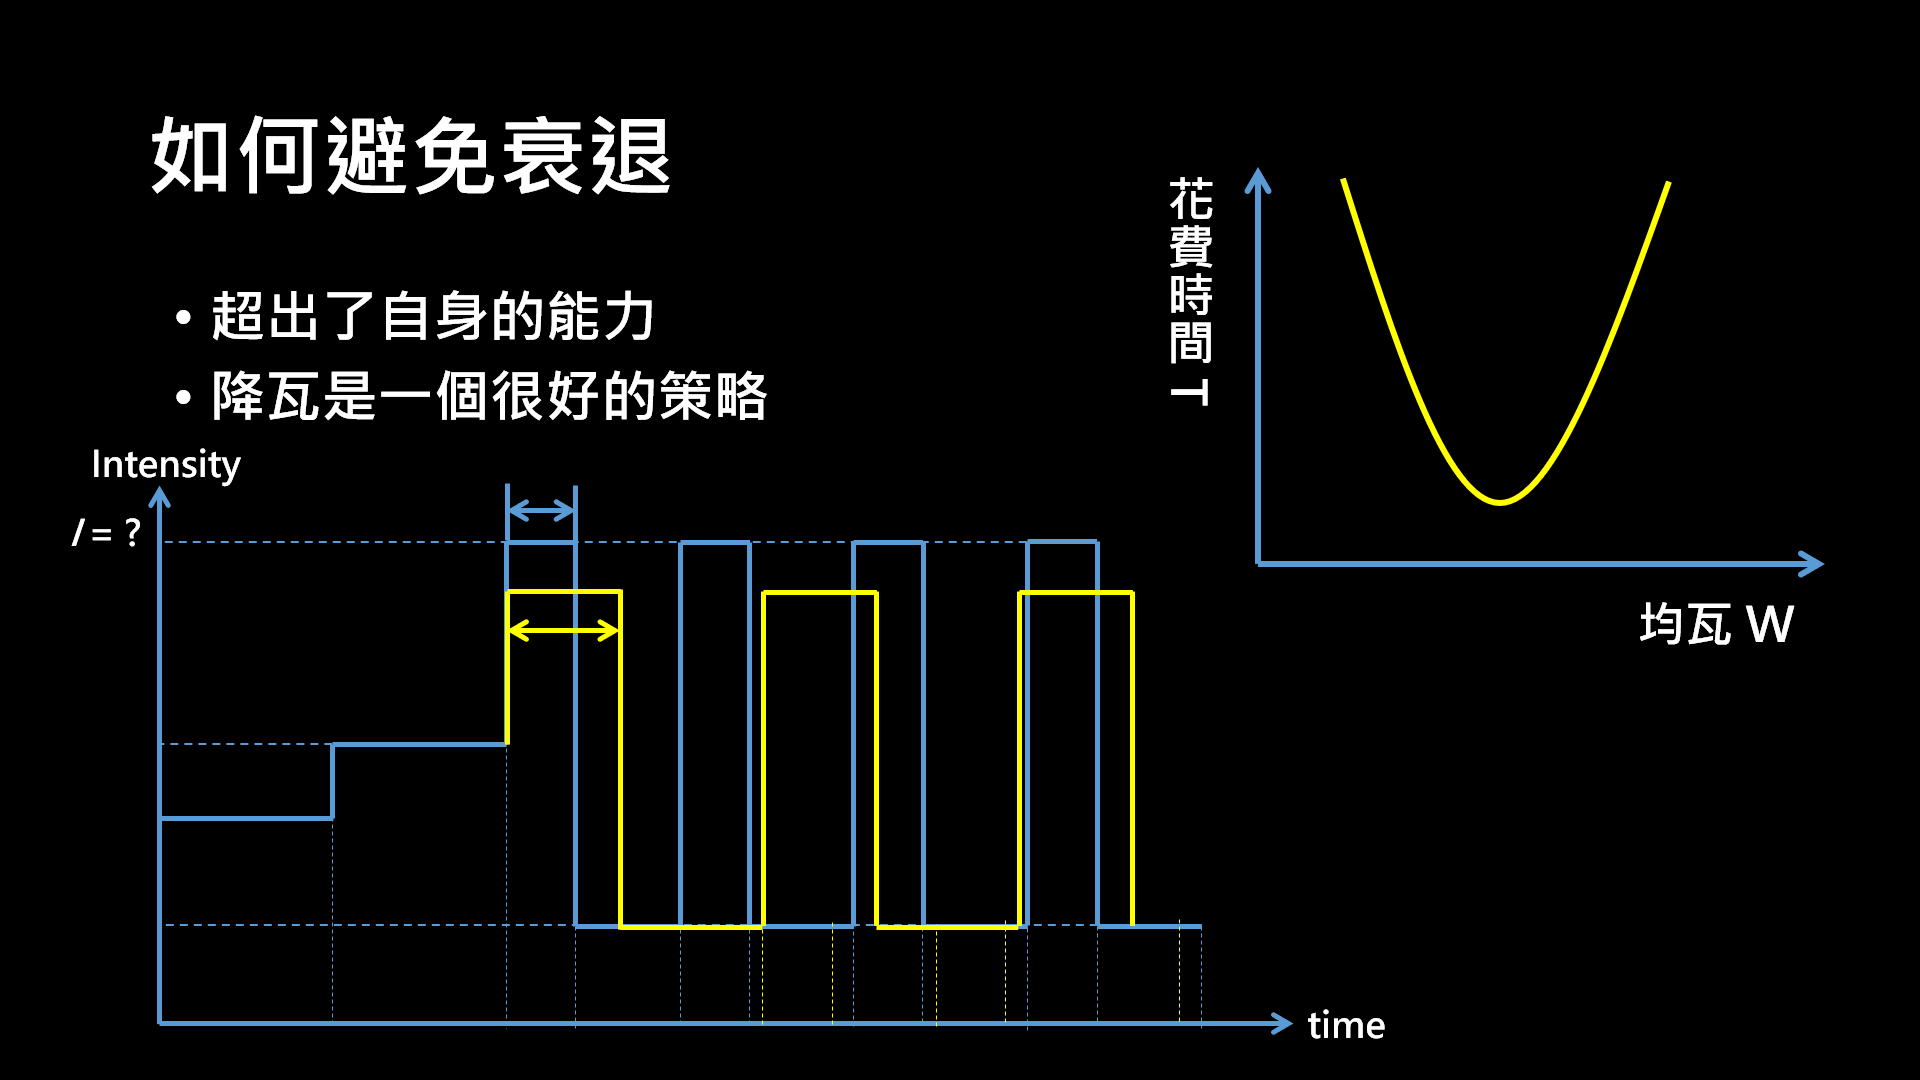 如何避免衰退
• 超出了自身的能力
• 降瓦是一個很好的策略
Intensity
I = ?
time
花費時間 T
均瓦 W